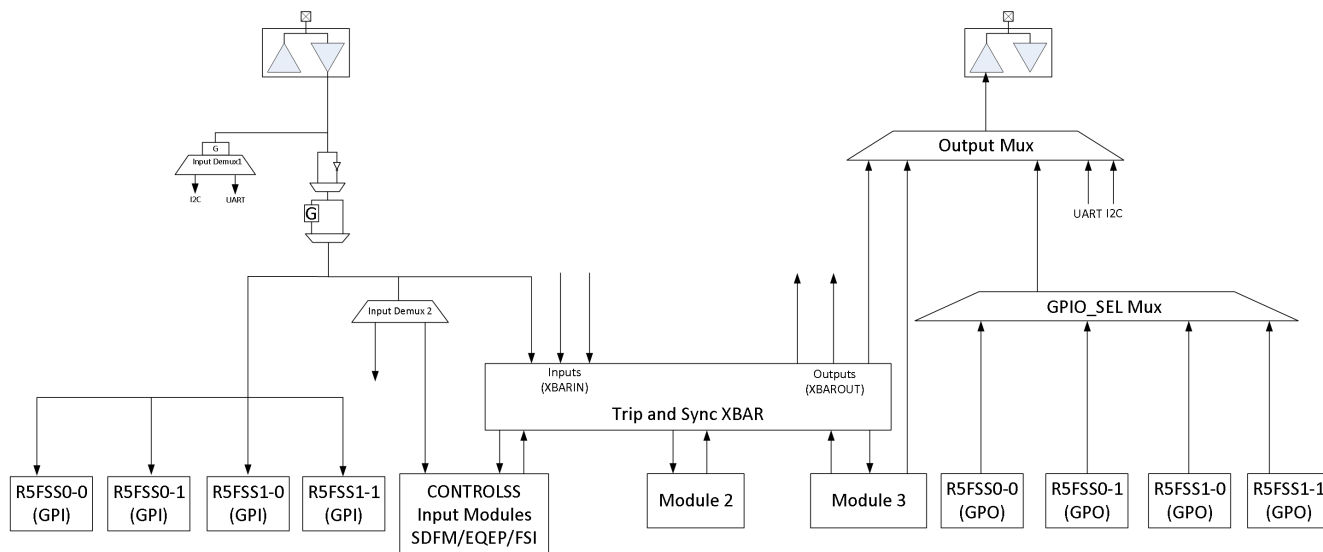 G
Input Demux1
I2C
UART
G
Output Mux
UART I2C
Input Demux 2
GPIO_SEL Mux
Inputs
(XBARIN)
Outputs
(XBAROUT)
Trip and Sync XBAR
R5FSS0-0
(GPI)
R5FSS0-1
(GPI)
R5FSS1-0
(GPI)
R5FSS1-1
(GPI)
CONTROLSS
Input Modules
SDFM/EQEP/FSI
Module 2
Module 3
R5FSS0-0
(GPO)
R5FSS0-1
(GPO)
R5FSS1-0
(GPO)
R5FSS1-1
(GPO)